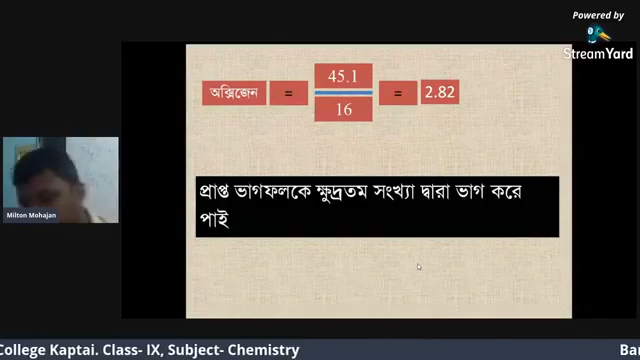 Powered by
StreamYard
অক্সিজেন = 45.1 / 16 = 2.82
প্রাপ্ত ভাগফলকে ক্ষুদ্রতম সংখ্যা দ্বারা ভাগ করে
পাই
Milton Mohajan
College Kaptai. Class- IX, Subject- Chemistry
Ban